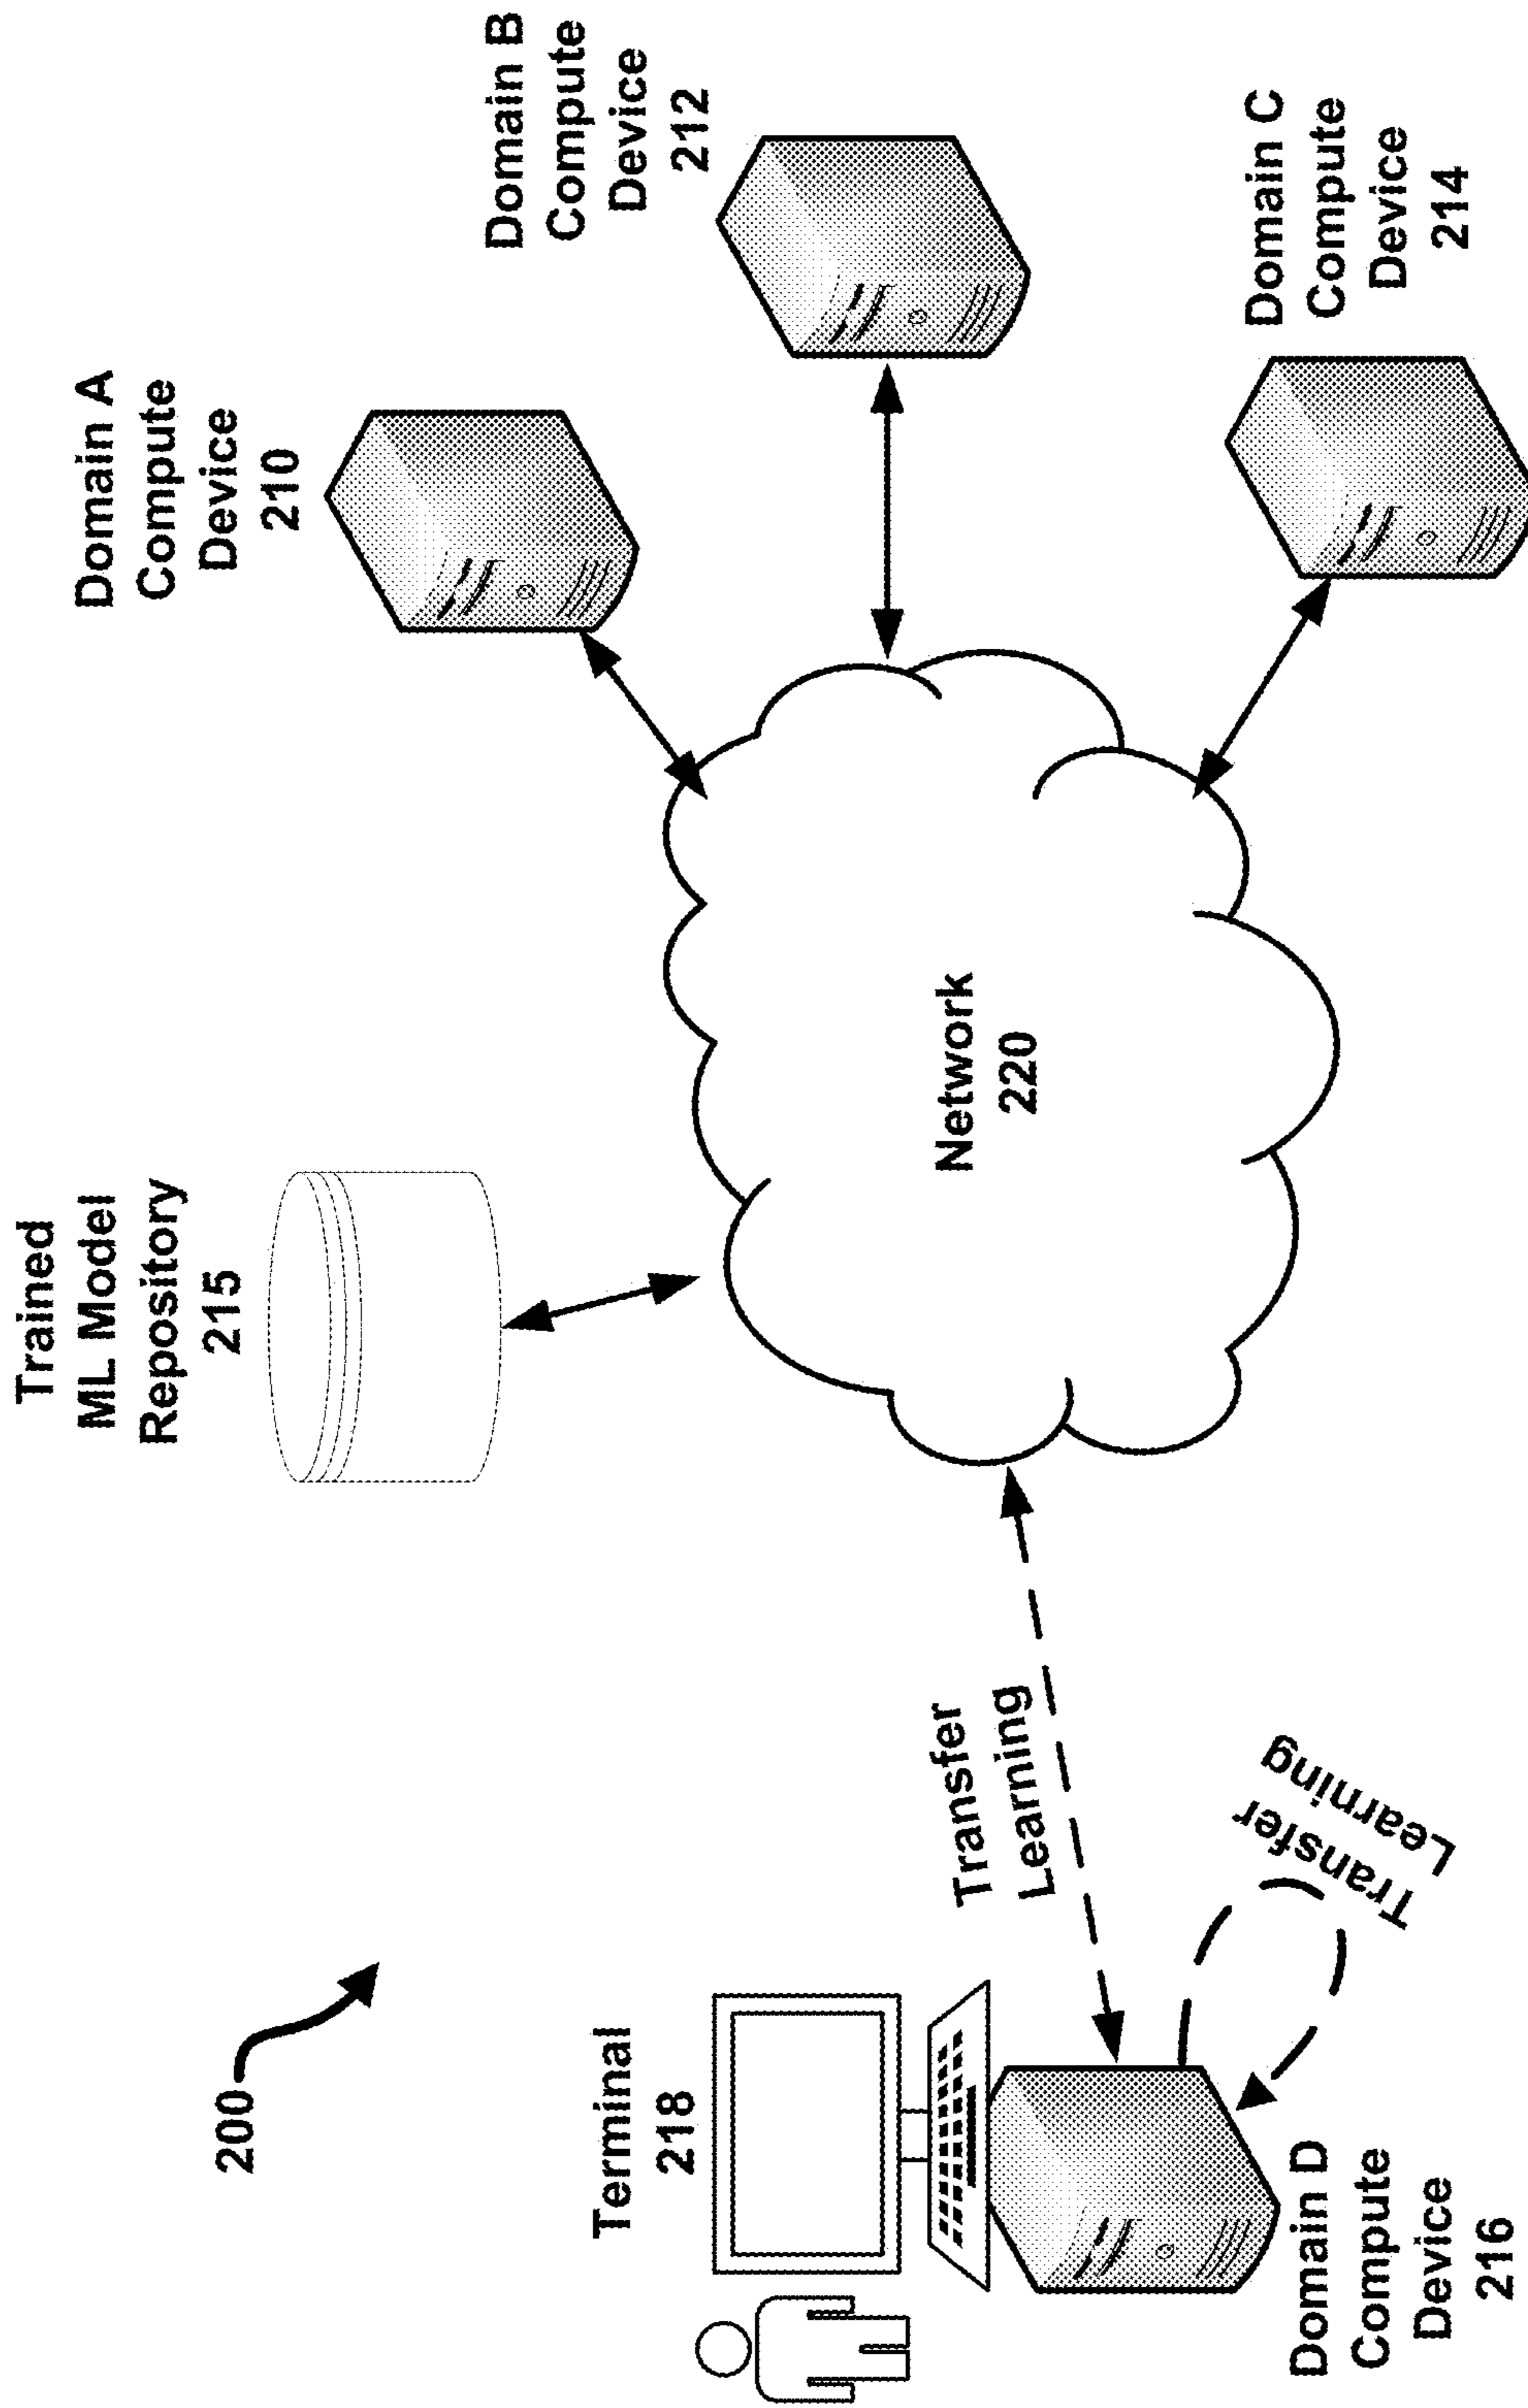 200
Trained
ML Model
Repository
215
Domain A
Compute
Device
210
Domain B
Compute
Device
212
Terminal
218
Transfer
Learning
Network
220
Transfer
Learning
Domain D
Compute
Device
216
Domain C
Compute
Device
214